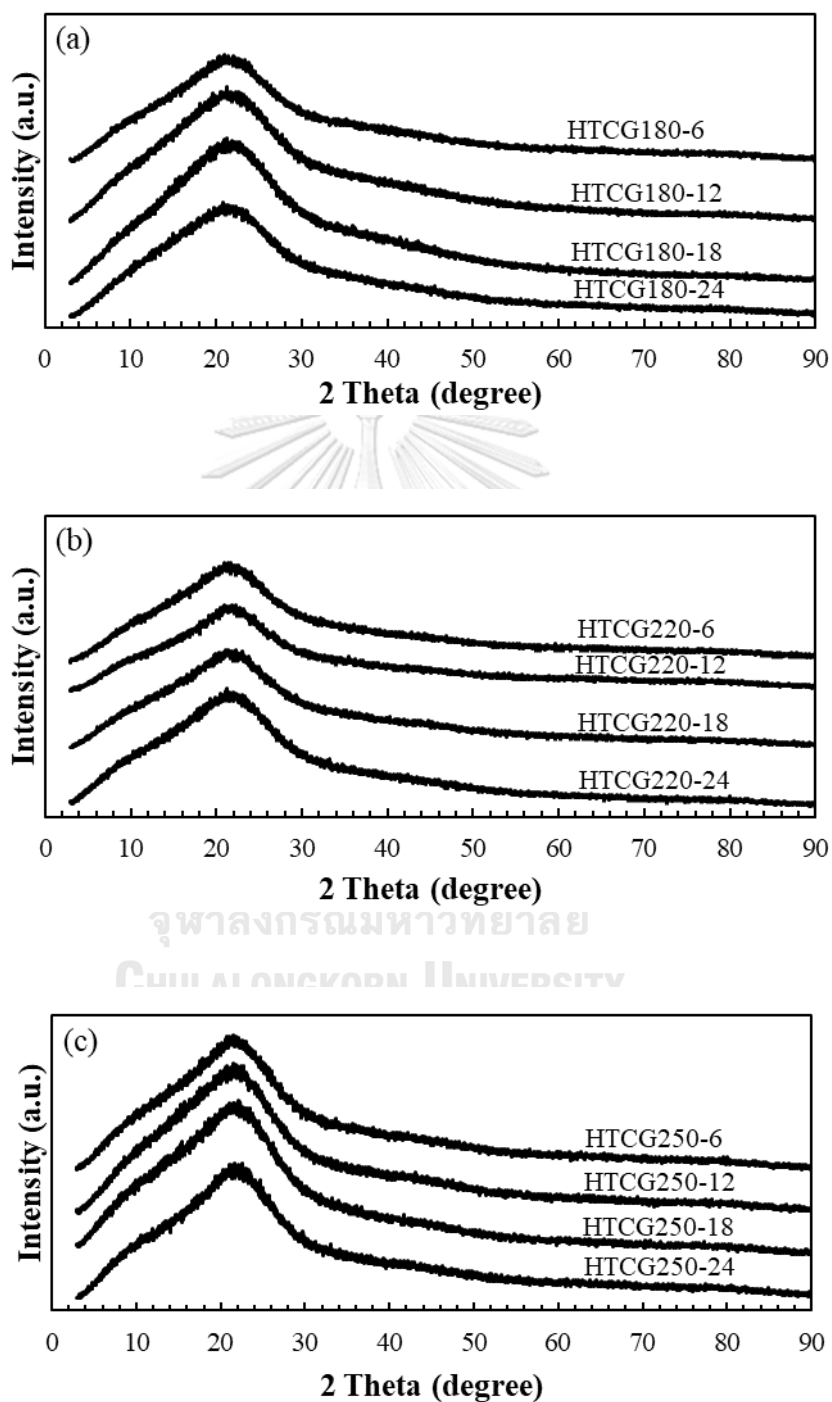 (a)
Intensity (a.u.)
HTCG180-6
HTCG180-12
HTCG180-18
HTCG180-24
0 10 20 30 40 50 60 70 80 90
2 Theta (degree)
(b)
Intensity (a.u.)
HTCG220-6
HTCG220-12
HTCG220-18
HTCG220-24
0 10 20 30 40 50 60 70 80 90
2 Theta (degree)
จุฬาลงกรณ์มหาวิทยาลัย
CHULALONGKORN UNIVERSITY
(c)
Intensity (a.u.)
HTCG250-6
HTCG250-12
HTCG250-18
HTCG250-24
0 10 20 30 40 50 60 70 80 90
2 Theta (degree)